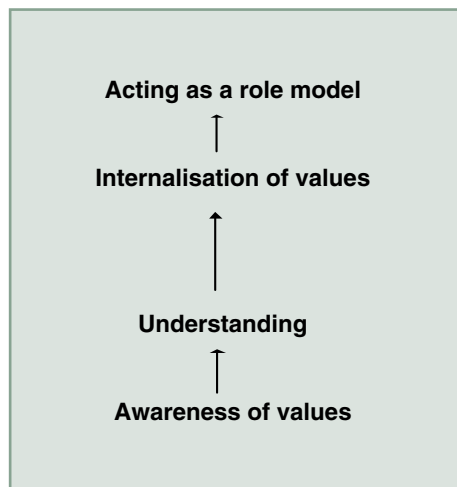 Acting as a role model
Internalisation of values
Understanding
Awareness of values